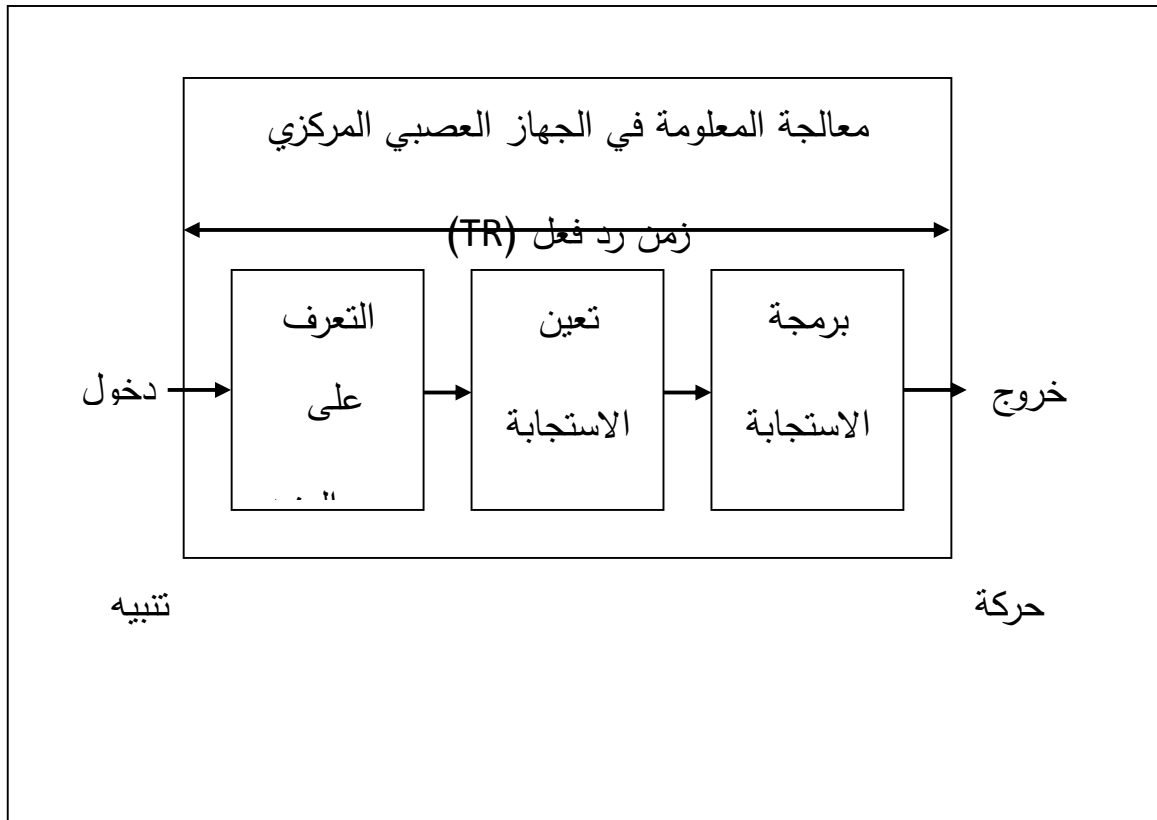 معالجة المعلومة في الجهاز العصبي المركزي
زمن رد فعل (TR)
دخول
التعرف
على
تعين
الاستجابة
برمجة
الاستجابة
خروج
تنبيه
حركة